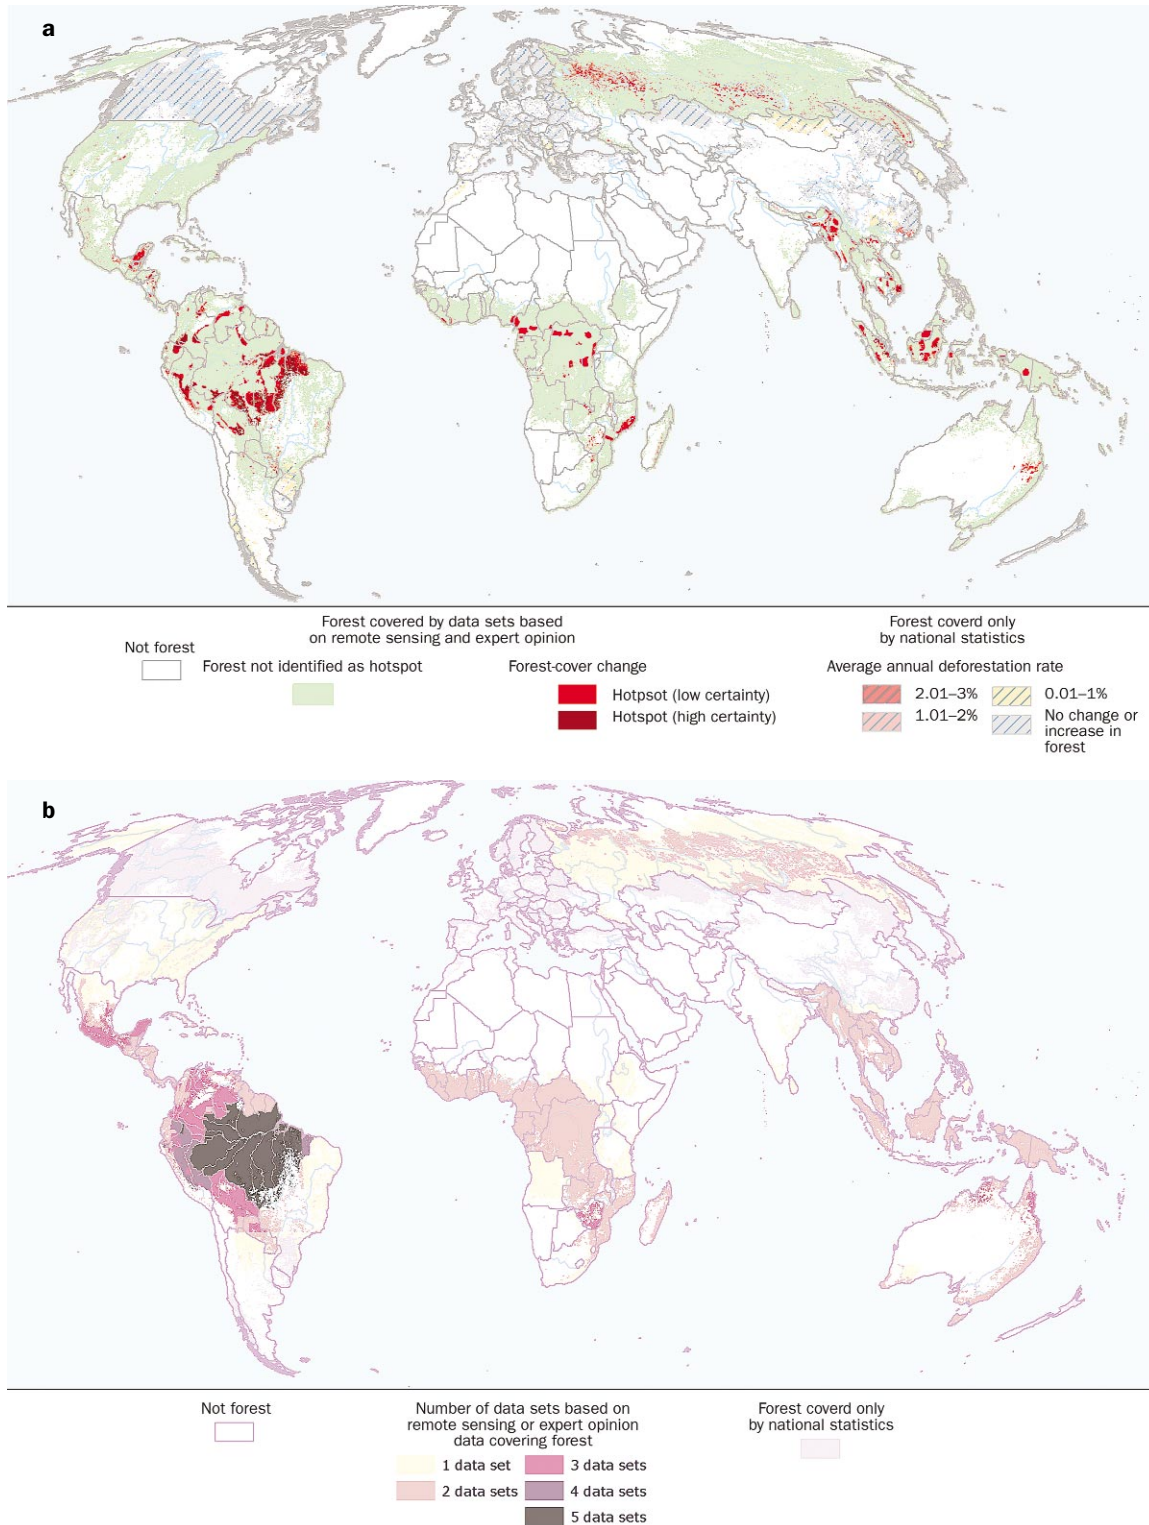 a
Forest covered by data sets based
on remote sensing and expert opinion
Forest coverd only
by national statistics
Not forest
Forest not identified as hotspot
Forest-cover change
Average annual deforestation rate
Hotpsot (low certainty)
Hotspot (high certainty)
2.01–3%
0.01–1%
1.01–2%
No change or
increase in
forest
b
Not forest
Number of data sets based on
remote sensing or expert opinion
data covering forest
Forest coverd only
by national statistics
1 data set
3 data sets
2 data sets
4 data sets
5 data sets